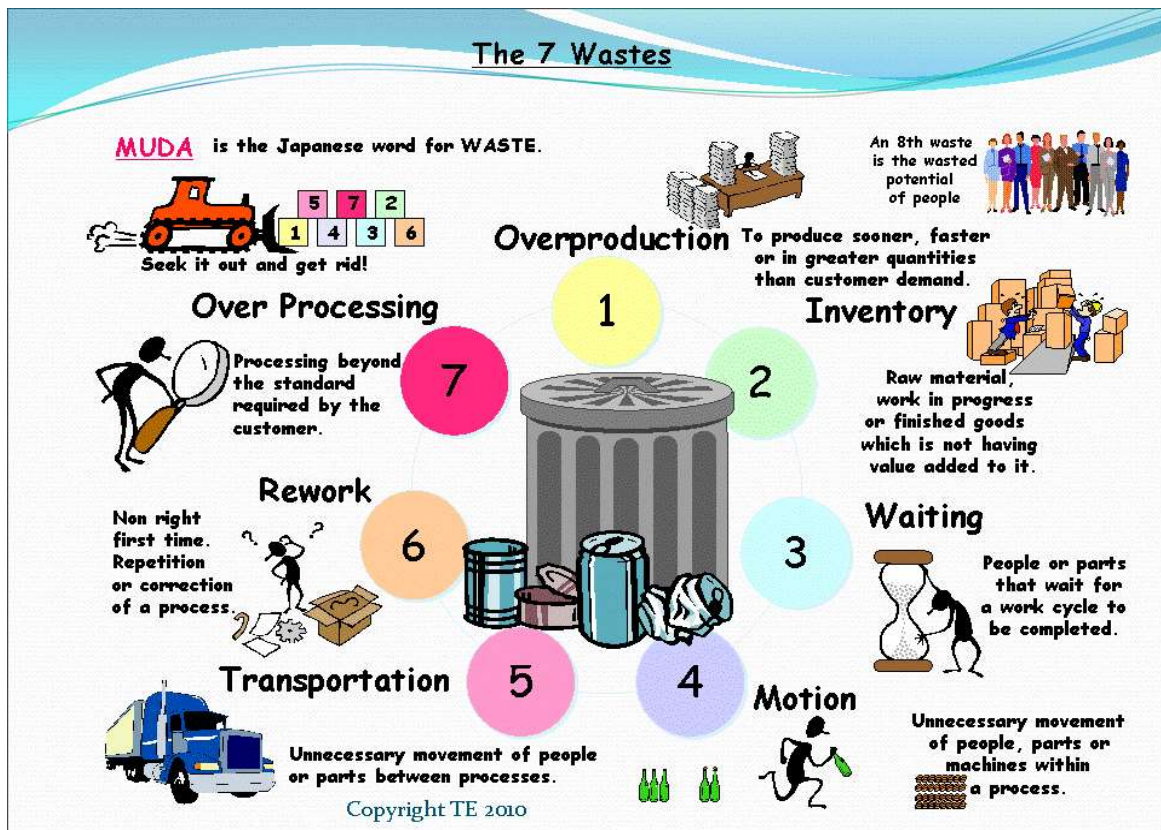 The 7 Wastes
MUDA is the Japanese word for WASTE.
5 7 2
1 4 3 6
Seek it out and get rid!
An 8th waste
is the wasted
potential
of people
Overproduction
To produce sooner, faster
or in greater quantities
than customer demand.
1
Inventory
Raw material,
work in progress
or finished goods
which is not having
value added to it.
2
Waiting
People or parts
that wait for
a work cycle to
be completed.
3
Motion
Unnecessary movement
of people, parts or
machines within
a process.
4
Transportation
Unnecessary movement of people
or parts between processes.
5
Rework
Non right
first time.
Repetition
or correction
of a process.
6
Over Processing
Processing beyond
the standard
required by the
customer.
7
Copyright TE 2010